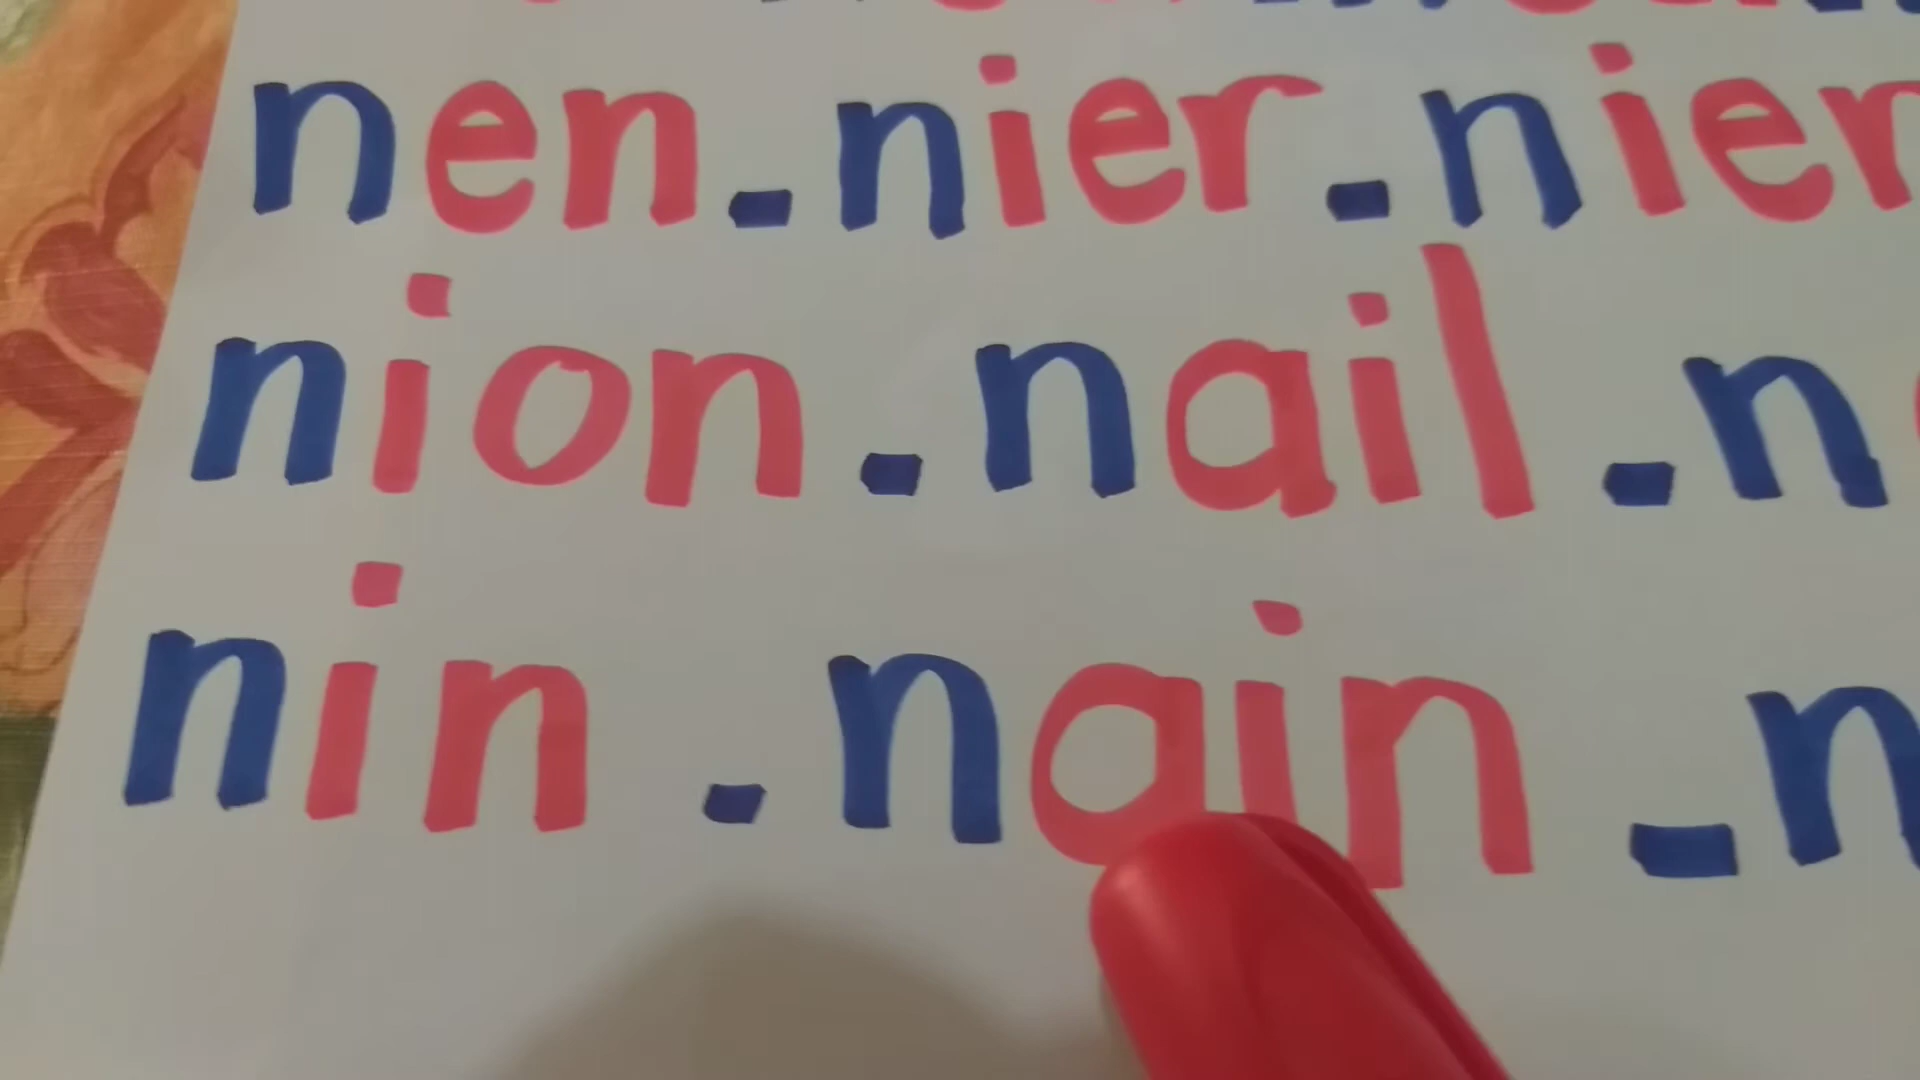 nen - nier - nier
nion - nail - n
nin - nain - n